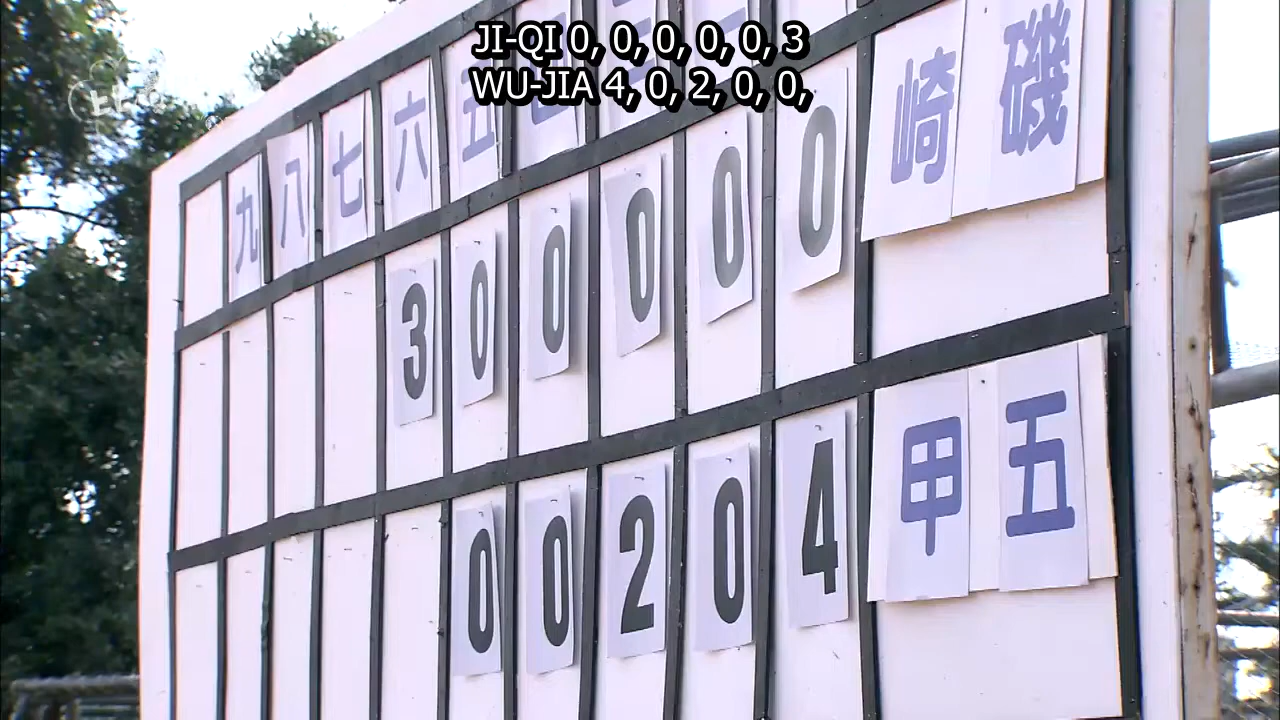 JI-QI 0, 0, 0, 0, 0, 3
WU-JIA 4, 0, 2, 0, 0,
九八七六五
崎磯
3 0 0 0 0 0
甲五
0 0 2 0 4